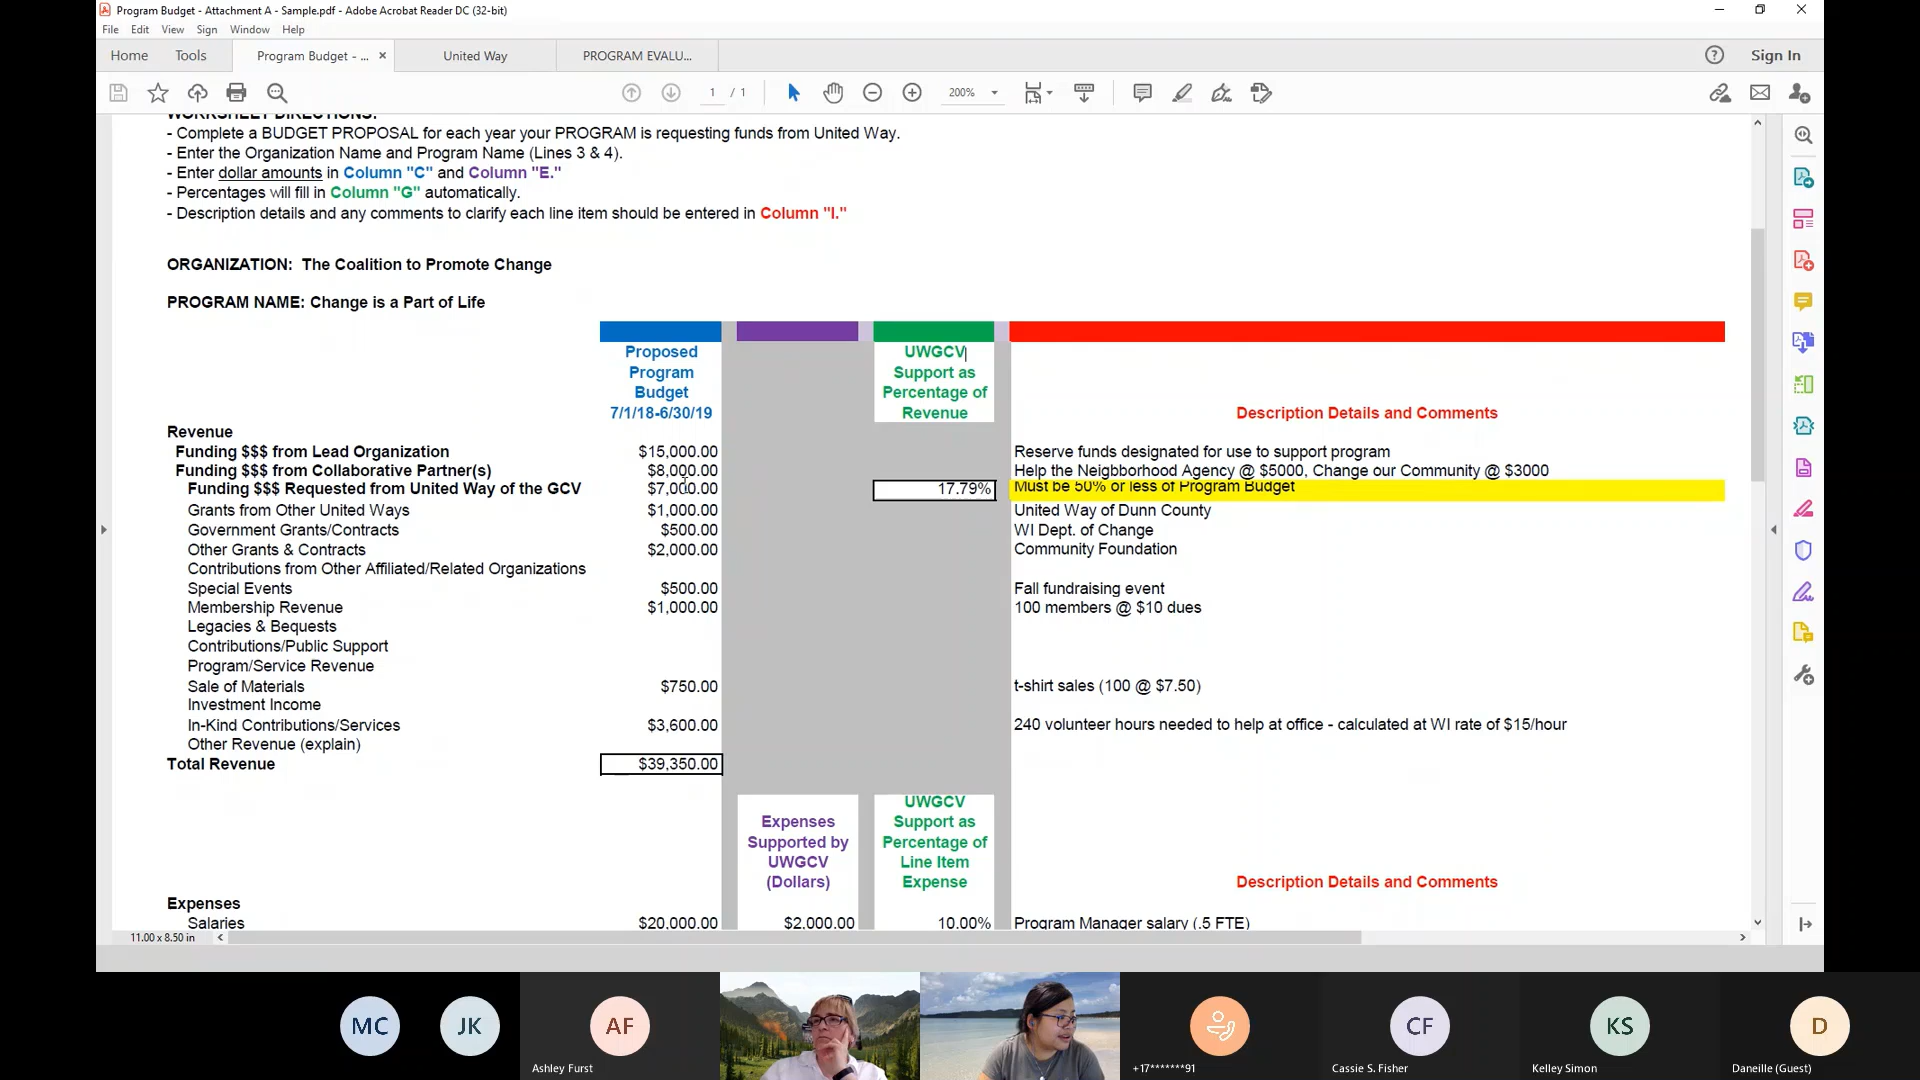 Program Budget - Attachment A - Sample.pdf - Adobe Acrobat Reader DC (32-bit)
File Edit View Sign Window Help
Home Tools Program Budget - ... × United Way PROGRAM EVALU... Sign In
1 / 1 200%
WORKSHEET DIRECTIONS:
- Complete a BUDGET PROPOSAL for each year your PROGRAM is requesting funds from United Way.
- Enter the Organization Name and Program Name (Lines 3 & 4).
- Enter dollar amounts in Column "C" and Column "E."
- Percentages will fill in Column "G" automatically.
- Description details and any comments to clarify each line item should be entered in Column "I."
ORGANIZATION: The Coalition to Promote Change
PROGRAM NAME: Change is a Part of Life
Proposed Program Budget 7/1/18-6/30/19
UWGCV Support as Percentage of Revenue
Description Details and Comments
Revenue
Funding $$$ from Lead Organization $15,000.00 Reserve funds designated for use to support program
Funding $$$ from Collaborative Partner(s) $8,000.00 Help the Neigbborhood Agency @ $5000, Change our Community @ $3000
Funding $$$ Requested from United Way of the GCV $7,000.00 17.79% Must be 50% or less of Program Budget
Grants from Other United Ways $1,000.00 United Way of Dunn County
Government Grants/Contracts $500.00 WI Dept. of Change
Other Grants & Contracts $2,000.00 Community Foundation
Contributions from Other Affiliated/Related Organizations
Special Events $500.00 Fall fundraising event
Membership Revenue $1,000.00 100 members @ $10 dues
Legacies & Bequests
Contributions/Public Support
Program/Service Revenue
Sale of Materials $750.00 t-shirt sales (100 @ $7.50)
Investment Income
In-Kind Contributions/Services $3,600.00 240 volunteer hours needed to help at office - calculated at WI rate of $15/hour
Other Revenue (explain)
Total Revenue $39,350.00
Expenses Supported by UWGCV (Dollars)
UWGCV Support as Percentage of Line Item Expense
Description Details and Comments
Expenses
Salaries $20,000.00 $2,000.00 10.00% Program Manager salary (.5 FTE)
11.00 x 8.50 in
MC JK AF CF KS D
Ashley Furst +17*******91 Cassie S. Fisher Kelley Simon Daneille (Guest)